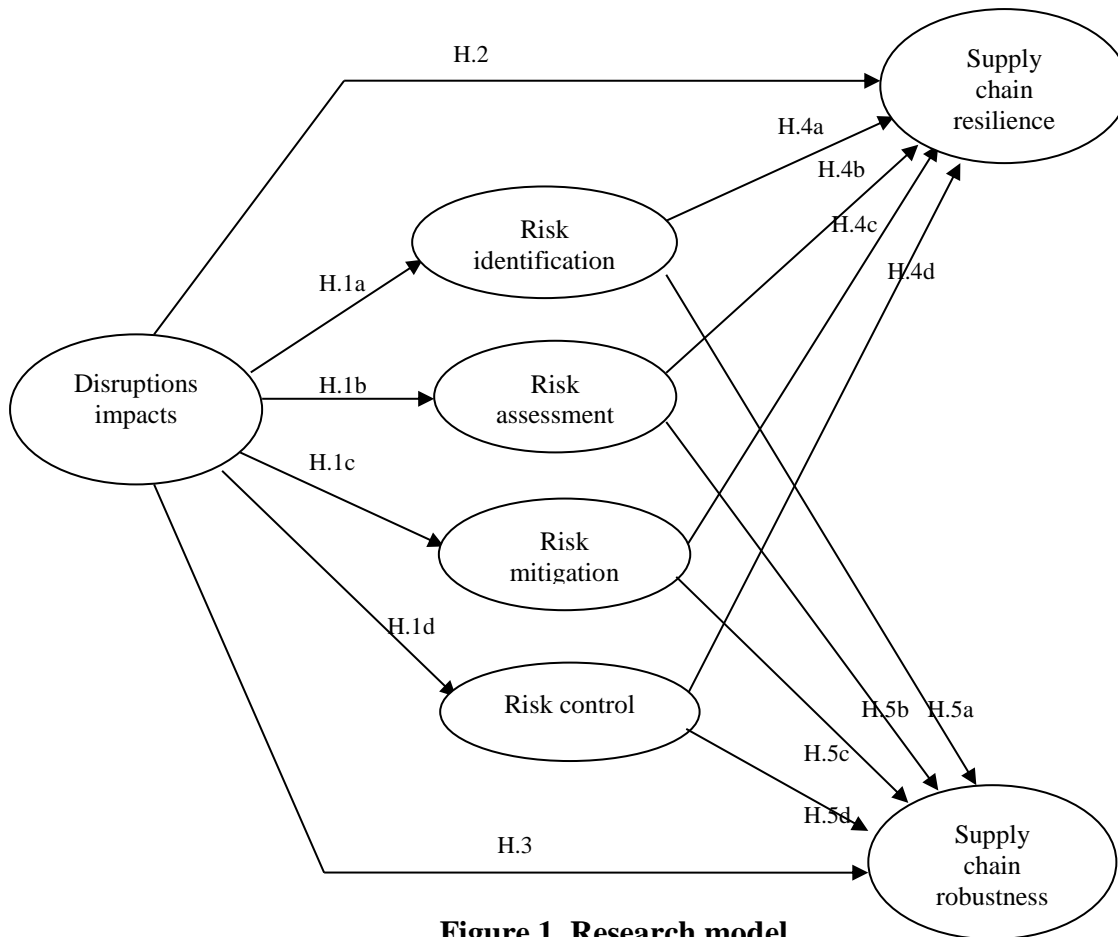 H.2
Supply
chain
resilience
H.4a
H.4b
Risk
identification
H.4c
H.4d
H.1a
Disruptions
impacts
H.1b
Risk
assessment
H.1c
Risk
mitigation
H.1d
Risk control
H.5b
H.5a
H.5c
H.5d
H.3
Supply
chain
robustness
Figure 1. Research model